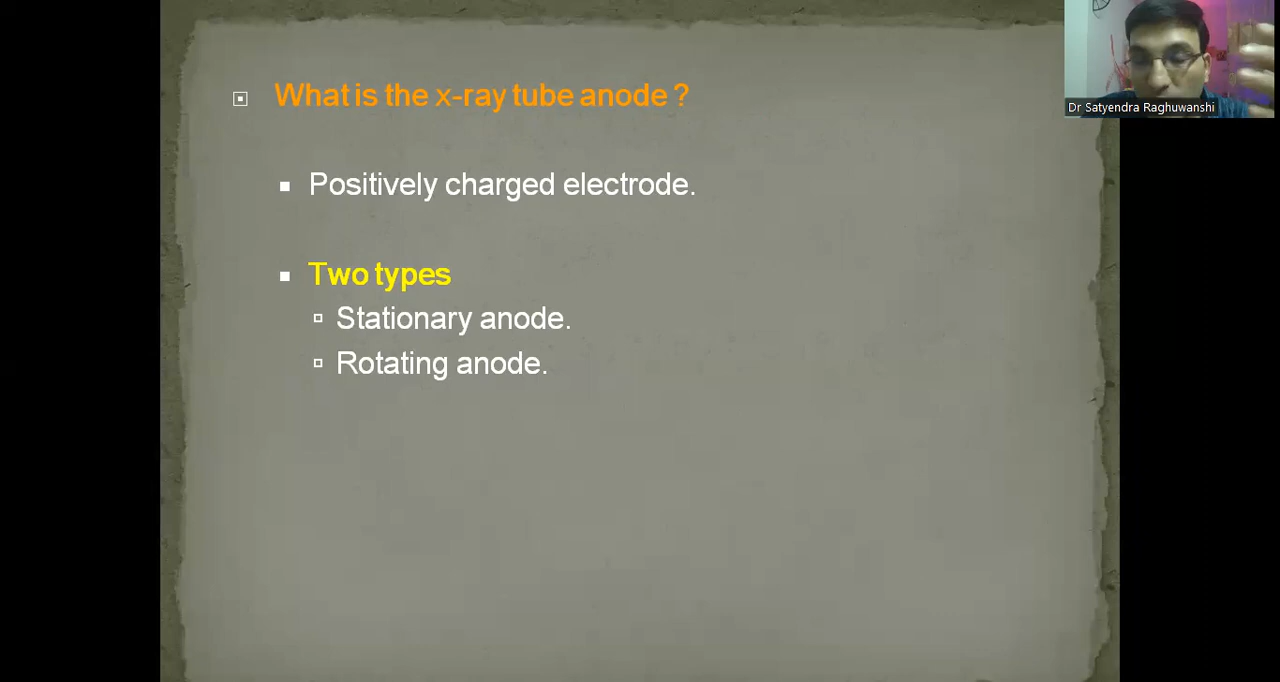 What is the x-ray tube anode ?
Positively charged electrode.
Two types
Stationary anode.
Rotating anode.
Dr Satyendra Raghuwanshi